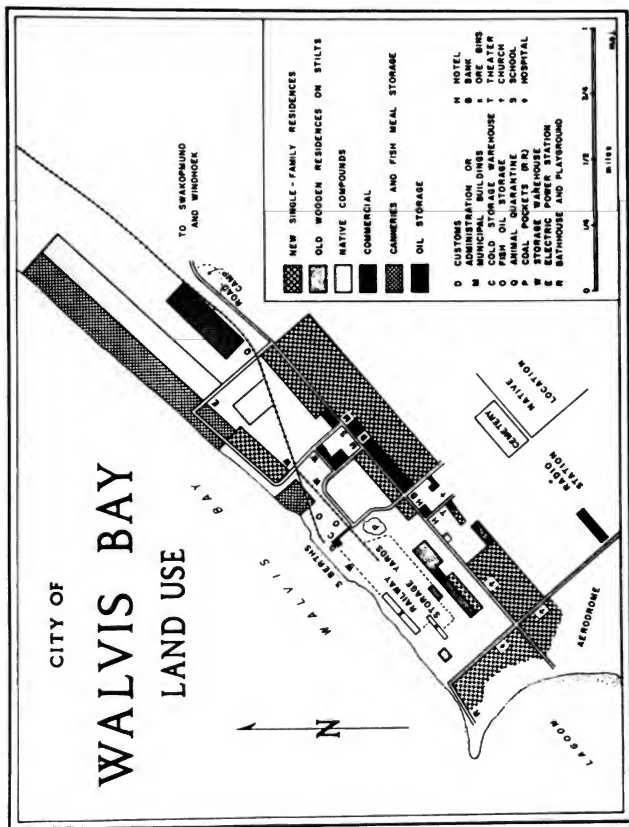 CITY OF
WALVIS BAY
LAND USE
N
WALVIS BAY
3 BERTHS
LAGOON
AERODROME
RAILWAY
STORAGE YARDS
ROAD CAMP
TO SWAKOPMUND
AND WINDHOEK
RADIO
STATION
CEMETERY
NATIVE
LOCATION
NEW SINGLE-FAMILY RESIDENCES
OLD WOODEN RESIDENCES ON STILTS
NATIVE COMPOUNDS
COMMERCIAL
CANNERIES AND FISH MEAL STORAGE
OIL STORAGE
D CUSTOMS
ADMINISTRATION OR
M MUNICIPAL BUILDINGS
C COLD STORAGE WAREHOUSE
O FISH OIL STORAGE
Q ANIMAL QUARANTINE
P COAL POCKETS (R.R)
W STORAGE WAREHOUSE
E ELECTRIC POWER STATION
R BATHHOUSE AND PLAYGROUND
H HOTEL
B BANK
x ORE BINS
T THEATER
† CHURCH
S SCHOOL
+ HOSPITAL
0 1/4 1/2 3/4 1
miles